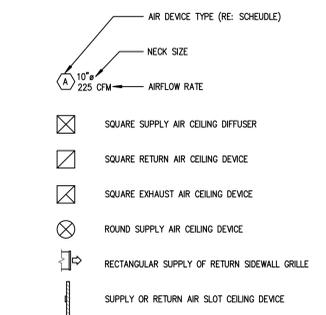 AIR DEVICE TYPE (RE: SCHEUDLE)
NECK SIZE
A 10"ø
225 CFM AIRFLOW RATE
SQUARE SUPPLY AIR CEILING DIFFUSER
SQUARE RETURN AIR CEILING DEVICE
SQUARE EXHAUST AIR CEILING DEVICE
ROUND SUPPLY AIR CEILING DEVICE
RECTANGULAR SUPPLY OF RETURN SIDEWALL GRILLE
SUPPLY OR RETURN AIR SLOT CEILING DEVICE